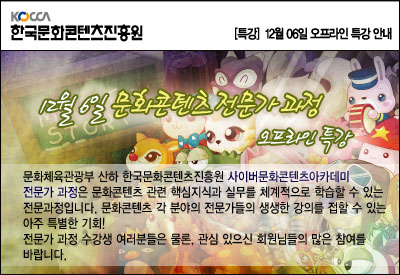 KOCCA
한국문화콘텐츠진흥원
[특강] 12월 06일 오프라인 특강 안내
12월 6일 문화콘텐츠 전문가 과정
오프라인 특강
문화체육관광부 산하 한국문화콘텐츠진흥원 사이버문화콘텐츠아카데미
전문가 과정은 문화콘텐츠 관련 핵심지식과 실무를 체계적으로 학습할 수 있는
전문과정입니다. 문화콘텐츠 각 분야의 전문가들의 생생한 강의를 접할 수 있는
아주 특별한 기회!
전문가 과정 수강생 여러분들은 물론, 관심 있으신 회원님들의 많은 참여를
바랍니다.